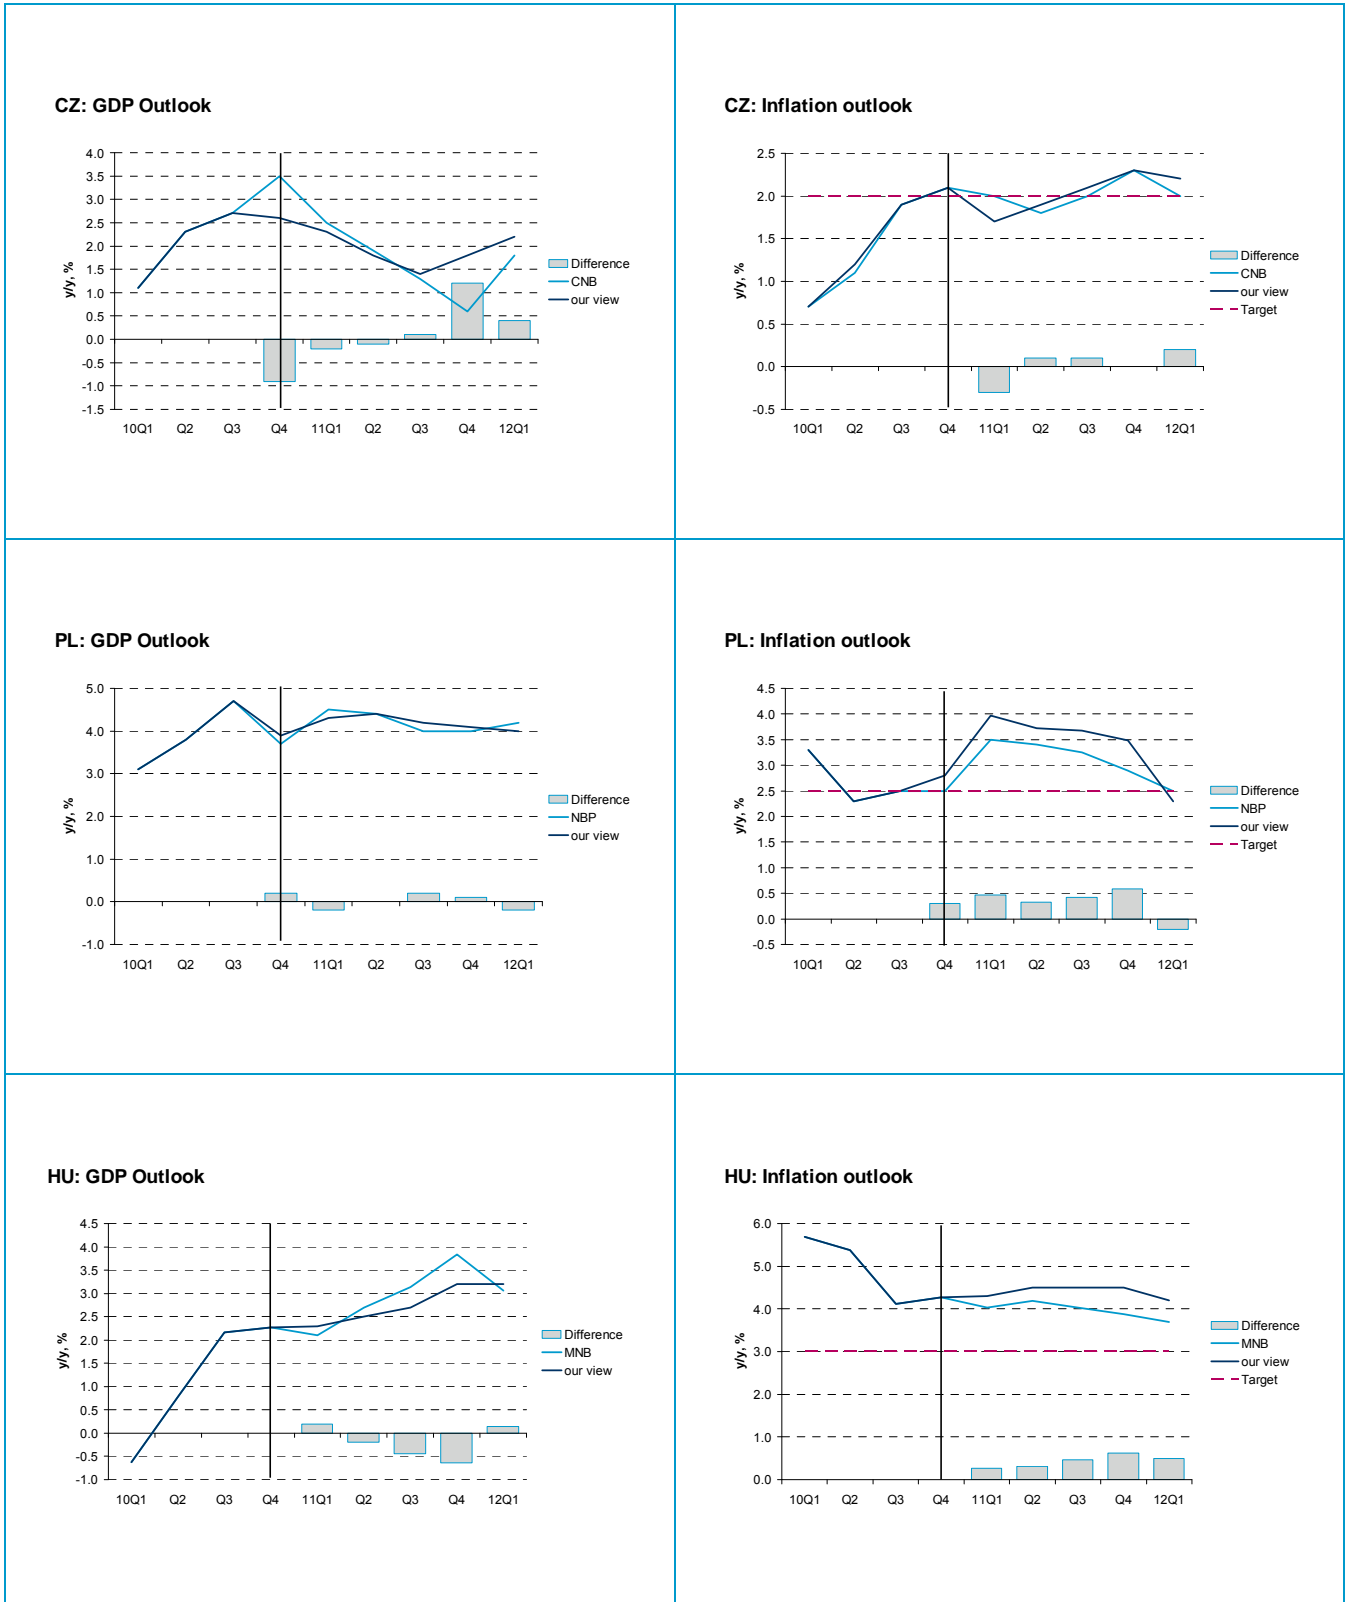 CZ: GDP Outlook
4.0
3.5
3.0
2.5
2.0
1.5
1.0
0.5
0.0
-0.5
-1.0
-1.5
y/y, %
10Q1 Q2 Q3 Q4 11Q1 Q2 Q3 Q4 12Q1
Difference
CNB
our view
CZ: Inflation outlook
2.5
2.0
1.5
1.0
0.5
0.0
-0.5
y/y, %
10Q1 Q2 Q3 Q4 11Q1 Q2 Q3 Q4 12Q1
Difference
CNB
our view
Target
PL: GDP Outlook
5.0
4.0
3.0
2.0
1.0
0.0
-1.0
y/y, %
10Q1 Q2 Q3 Q4 11Q1 Q2 Q3 Q4 12Q1
Difference
NBP
our view
PL: Inflation outlook
4.5
4.0
3.5
3.0
2.5
2.0
1.5
1.0
0.5
0.0
-0.5
y/y, %
10Q1 Q2 Q3 Q4 11Q1 Q2 Q3 Q4 12Q1
Difference
NBP
our view
Target
HU: GDP Outlook
4.5
4.0
3.5
3.0
2.5
2.0
1.5
1.0
0.5
0.0
-0.5
-1.0
y/y, %
10Q1 Q2 Q3 Q4 11Q1 Q2 Q3 Q4 12Q1
Difference
MNB
our view
HU: Inflation outlook
6.0
5.0
4.0
3.0
2.0
1.0
0.0
y/y, %
10Q1 Q2 Q3 Q4 11Q1 Q2 Q3 Q4 12Q1
Difference
MNB
our view
Target